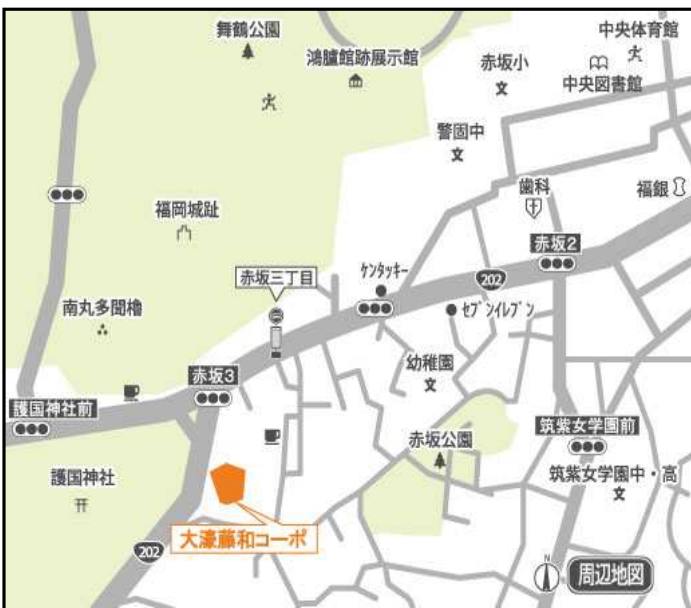 舞鶴公園
鴻臚館跡展示館
赤坂小
文
中央体育館
中央図書館
警固中
文
歯科
福銀
福岡城趾
赤坂2
赤坂三丁目
ケンタッキー
202
セブンイレブン
南丸多聞櫓
幼稚園
文
赤坂3
護国神社前
赤坂公園
筑紫女学園前
護国神社
筑紫女学園中・高
文
大濠藤和コーポ
202
N
周辺地図